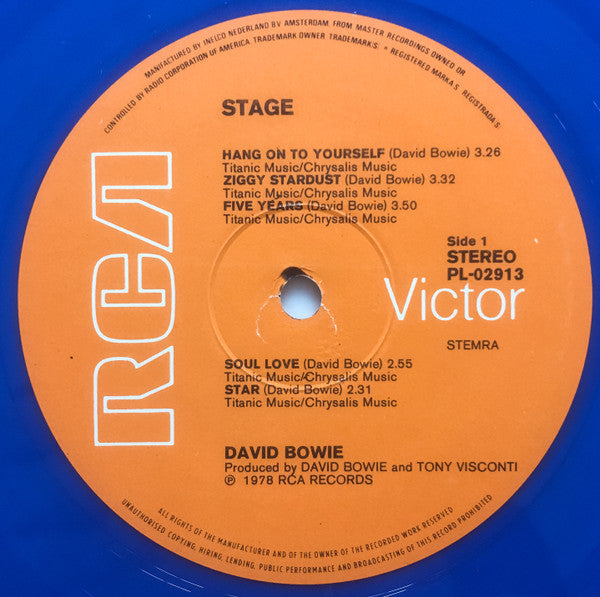 MANUFACTURED BY INELCO NEDERLAND BV AMSTERDAM, FROM MASTER RECORDINGS OWNED OR
CONTROLLED BY RADIO CORPORATION OF AMERICA. TRADEMARK OWNER TRADEMARK(S) ® REGISTERED MARKA S REGISTRADA S
STAGE
HANG ON TO YOURSELF (David Bowie) 3.26
Titanic Music/Chrysalis Music
ZIGGY STARDUST (David Bowie) 3.32
Titanic Music/Chrysalis Music
FIVE YEARS (David Bowie) 3.50
Titanic Music/Chrysalis Music
Side 1
STEREO
PL-02913
RCA
Victor
STEMRA
SOUL LOVE (David Bowie) 2.55
Titanic Music/Chrysalis Music
STAR (David Bowie) 2.31
Titanic Music/Chrysalis Music
DAVID BOWIE
Produced by DAVID BOWIE and TONY VISCONTI
℗ 1978 RCA RECORDS
ALL RIGHTS OF THE MANUFACTURER AND OF THE OWNER OF THE RECORDED WORK RESERVED
UNAUTHORISED COPYING, HIRING, LENDING, PUBLIC PERFORMANCE AND BROADCASTING OF THIS RECORD PROHIBITED